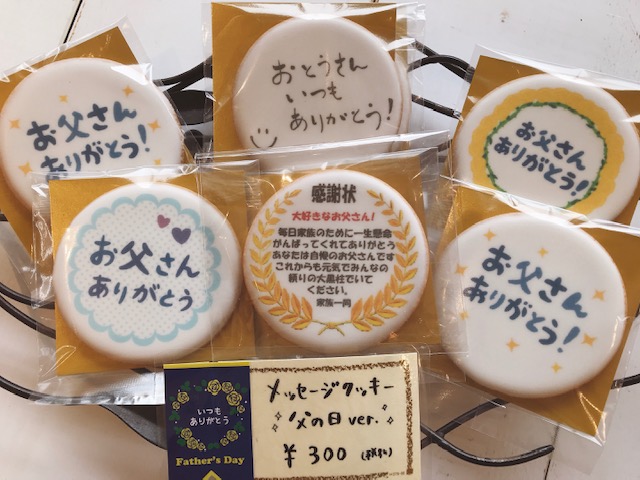 お父さん
ありがとう!
おとうさん
いつも
ありがとう!
お父さん
ありがとう!
お父さん
ありがとう
感謝状
大好きなお父さん!
毎日家族のために一生懸命
がんばってくれてありがとう
あなたは自慢のお父さんです
これからも元気でみんなの
頼りの大黒柱でいて
ください。
家族一同
お父さん
ありがとう!
いつも
ありがとう
Father's Day
メッセージクッキー
父の日ver.
¥300